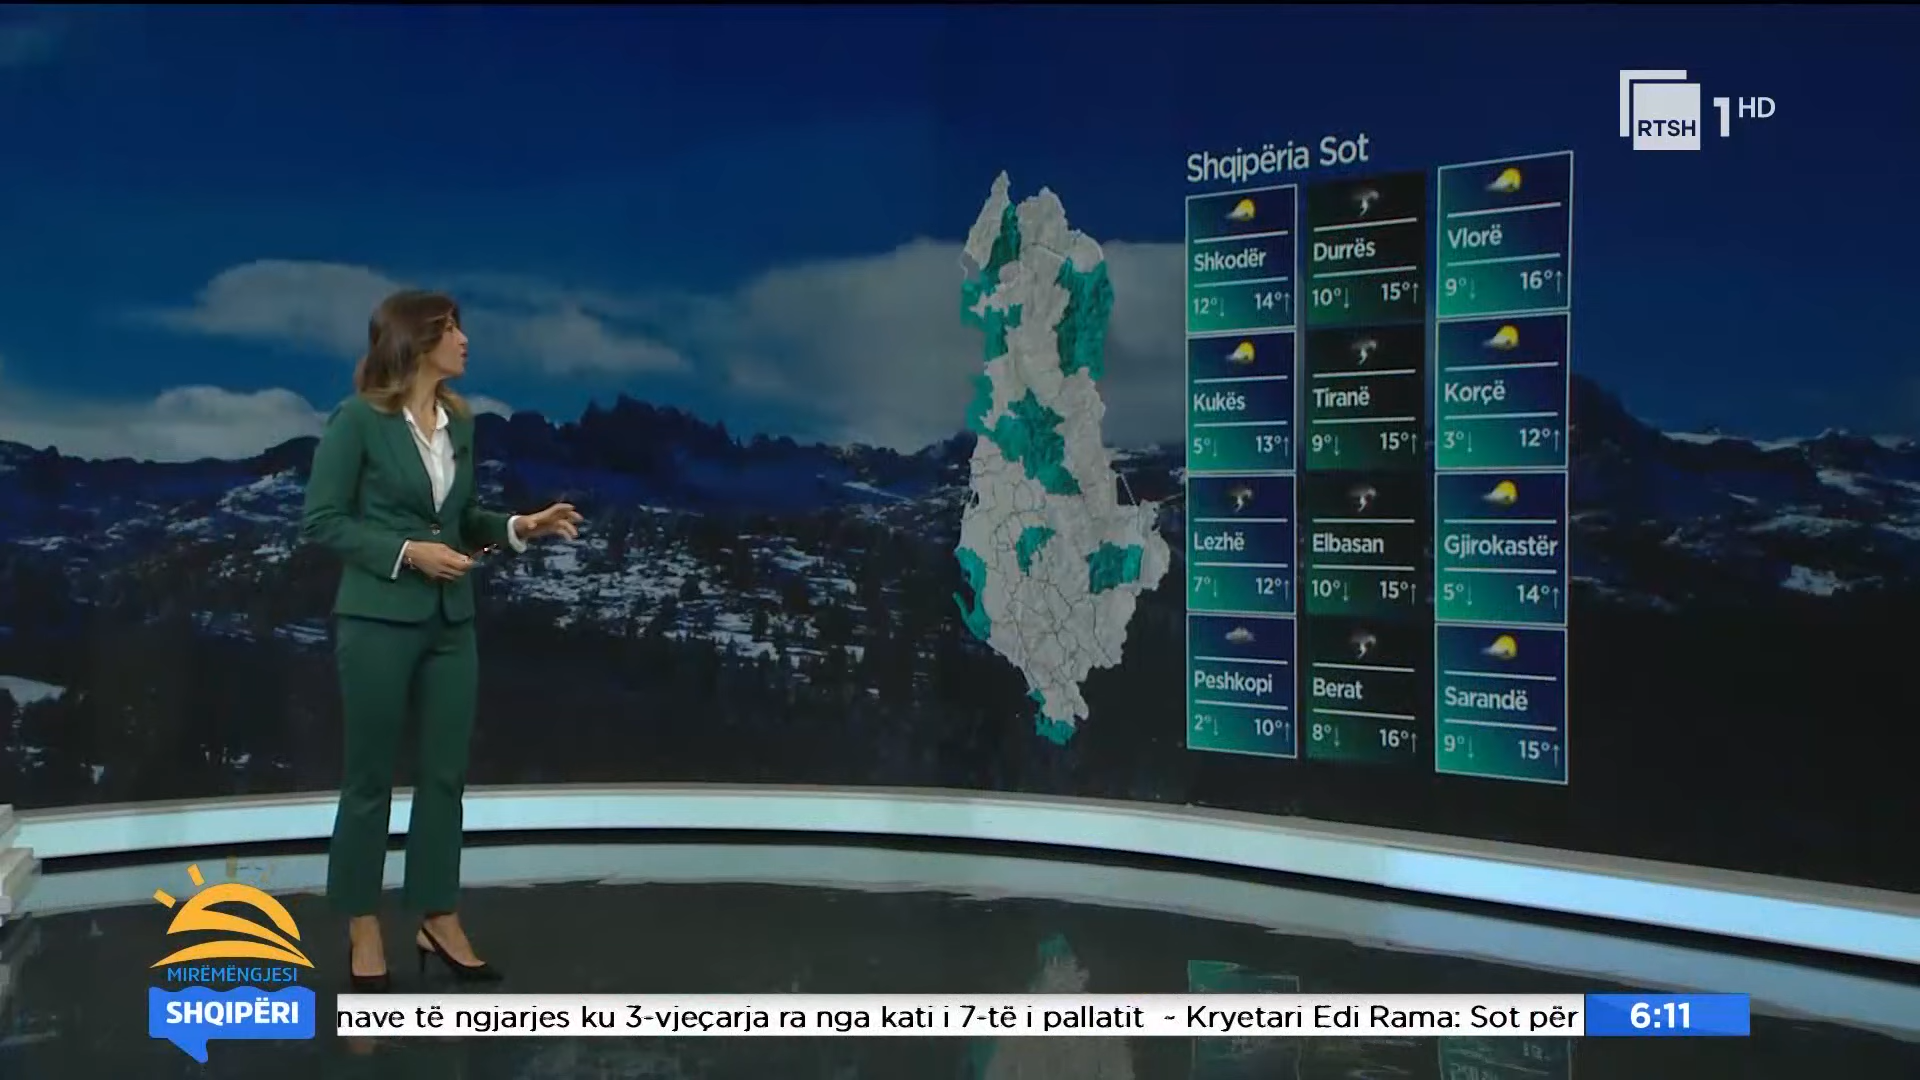 RTSH 1 HD
Shqipëria Sot
Shkodër
12°↓ 14°↑
Kukës
5°↓ 13°↑
Lezhë
7°↓ 12°↑
Peshkopi
2°↓ 10°↑
Durrës
10°↓ 15°↑
Tiranë
9°↓ 15°↑
Elbasan
10°↓ 15°↑
Berat
8°↓ 16°↑
Vlorë
9°↓ 16°↑
Korçë
3°↓ 12°↑
Gjirokastër
5°↓ 14°↑
Sarandë
9°↓ 15°↑
MIRËMËNGJESI
SHQIPËRI
nave të ngjarjes ku 3-vjeçarja ra nga kati i 7-të i pallatit ~ Kryetari Edi Rama: Sot për
6:11